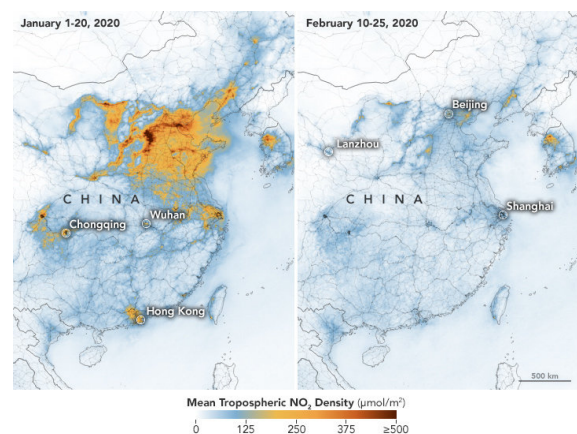 January 1-20, 2020
CHINA
Chongqing
Wuhan
Hong Kong
February 10-25, 2020
Beijing
Lanzhou
CHINA
Shanghai
500 km
Mean Tropospheric NO₂ Density (μmol/m²)
0 125 250 375 ≥500